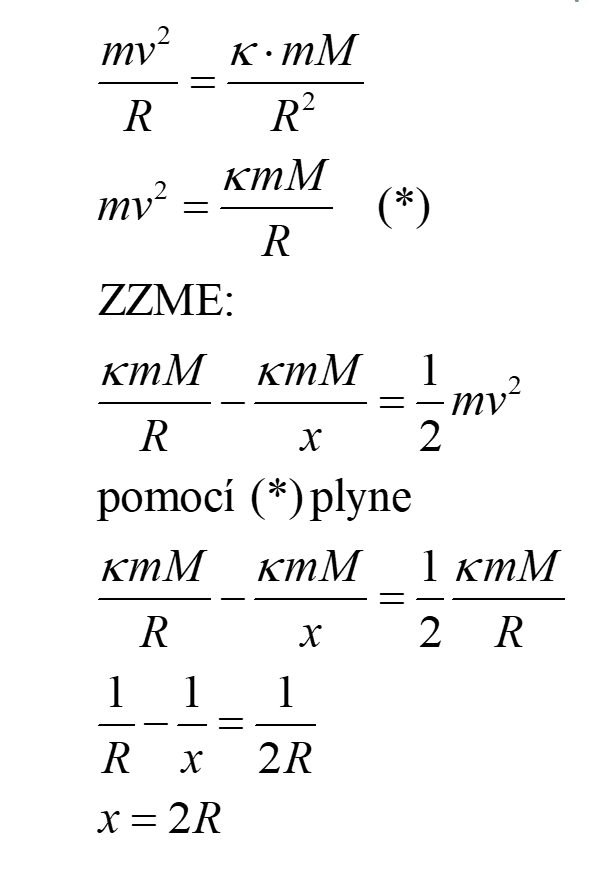 mv²/R = κ·mM/R²
mv² = κmM/R (*)
ZZME:
κmM/R − κmM/x = 1/2 mv²
pomocí (*) plyne
κmM/R − κmM/x = 1/2 κmM/R
1/R − 1/x = 1/2R
x = 2R